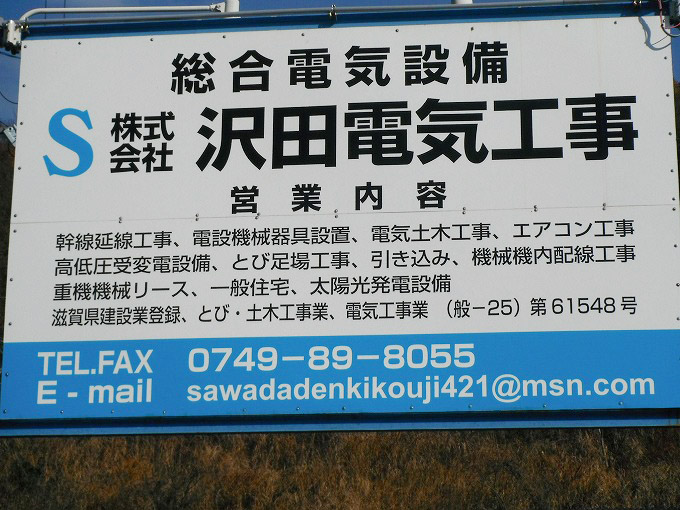 総合電気設備
S 株式会社 沢田電気工事
営業内容
幹線延線工事、電設機械器具設置、電気土木工事、エアコン工事
高低圧受変電設備、とび足場工事、引き込み、機械機内配線工事
重機機械リース、一般住宅、太陽光発電設備
滋賀県建設業登録、とび・土木工事業、電気工事業 （般－25）第61548号
TEL.FAX 0749－89－8055
E - mail sawadadenkikouji421@msn.com